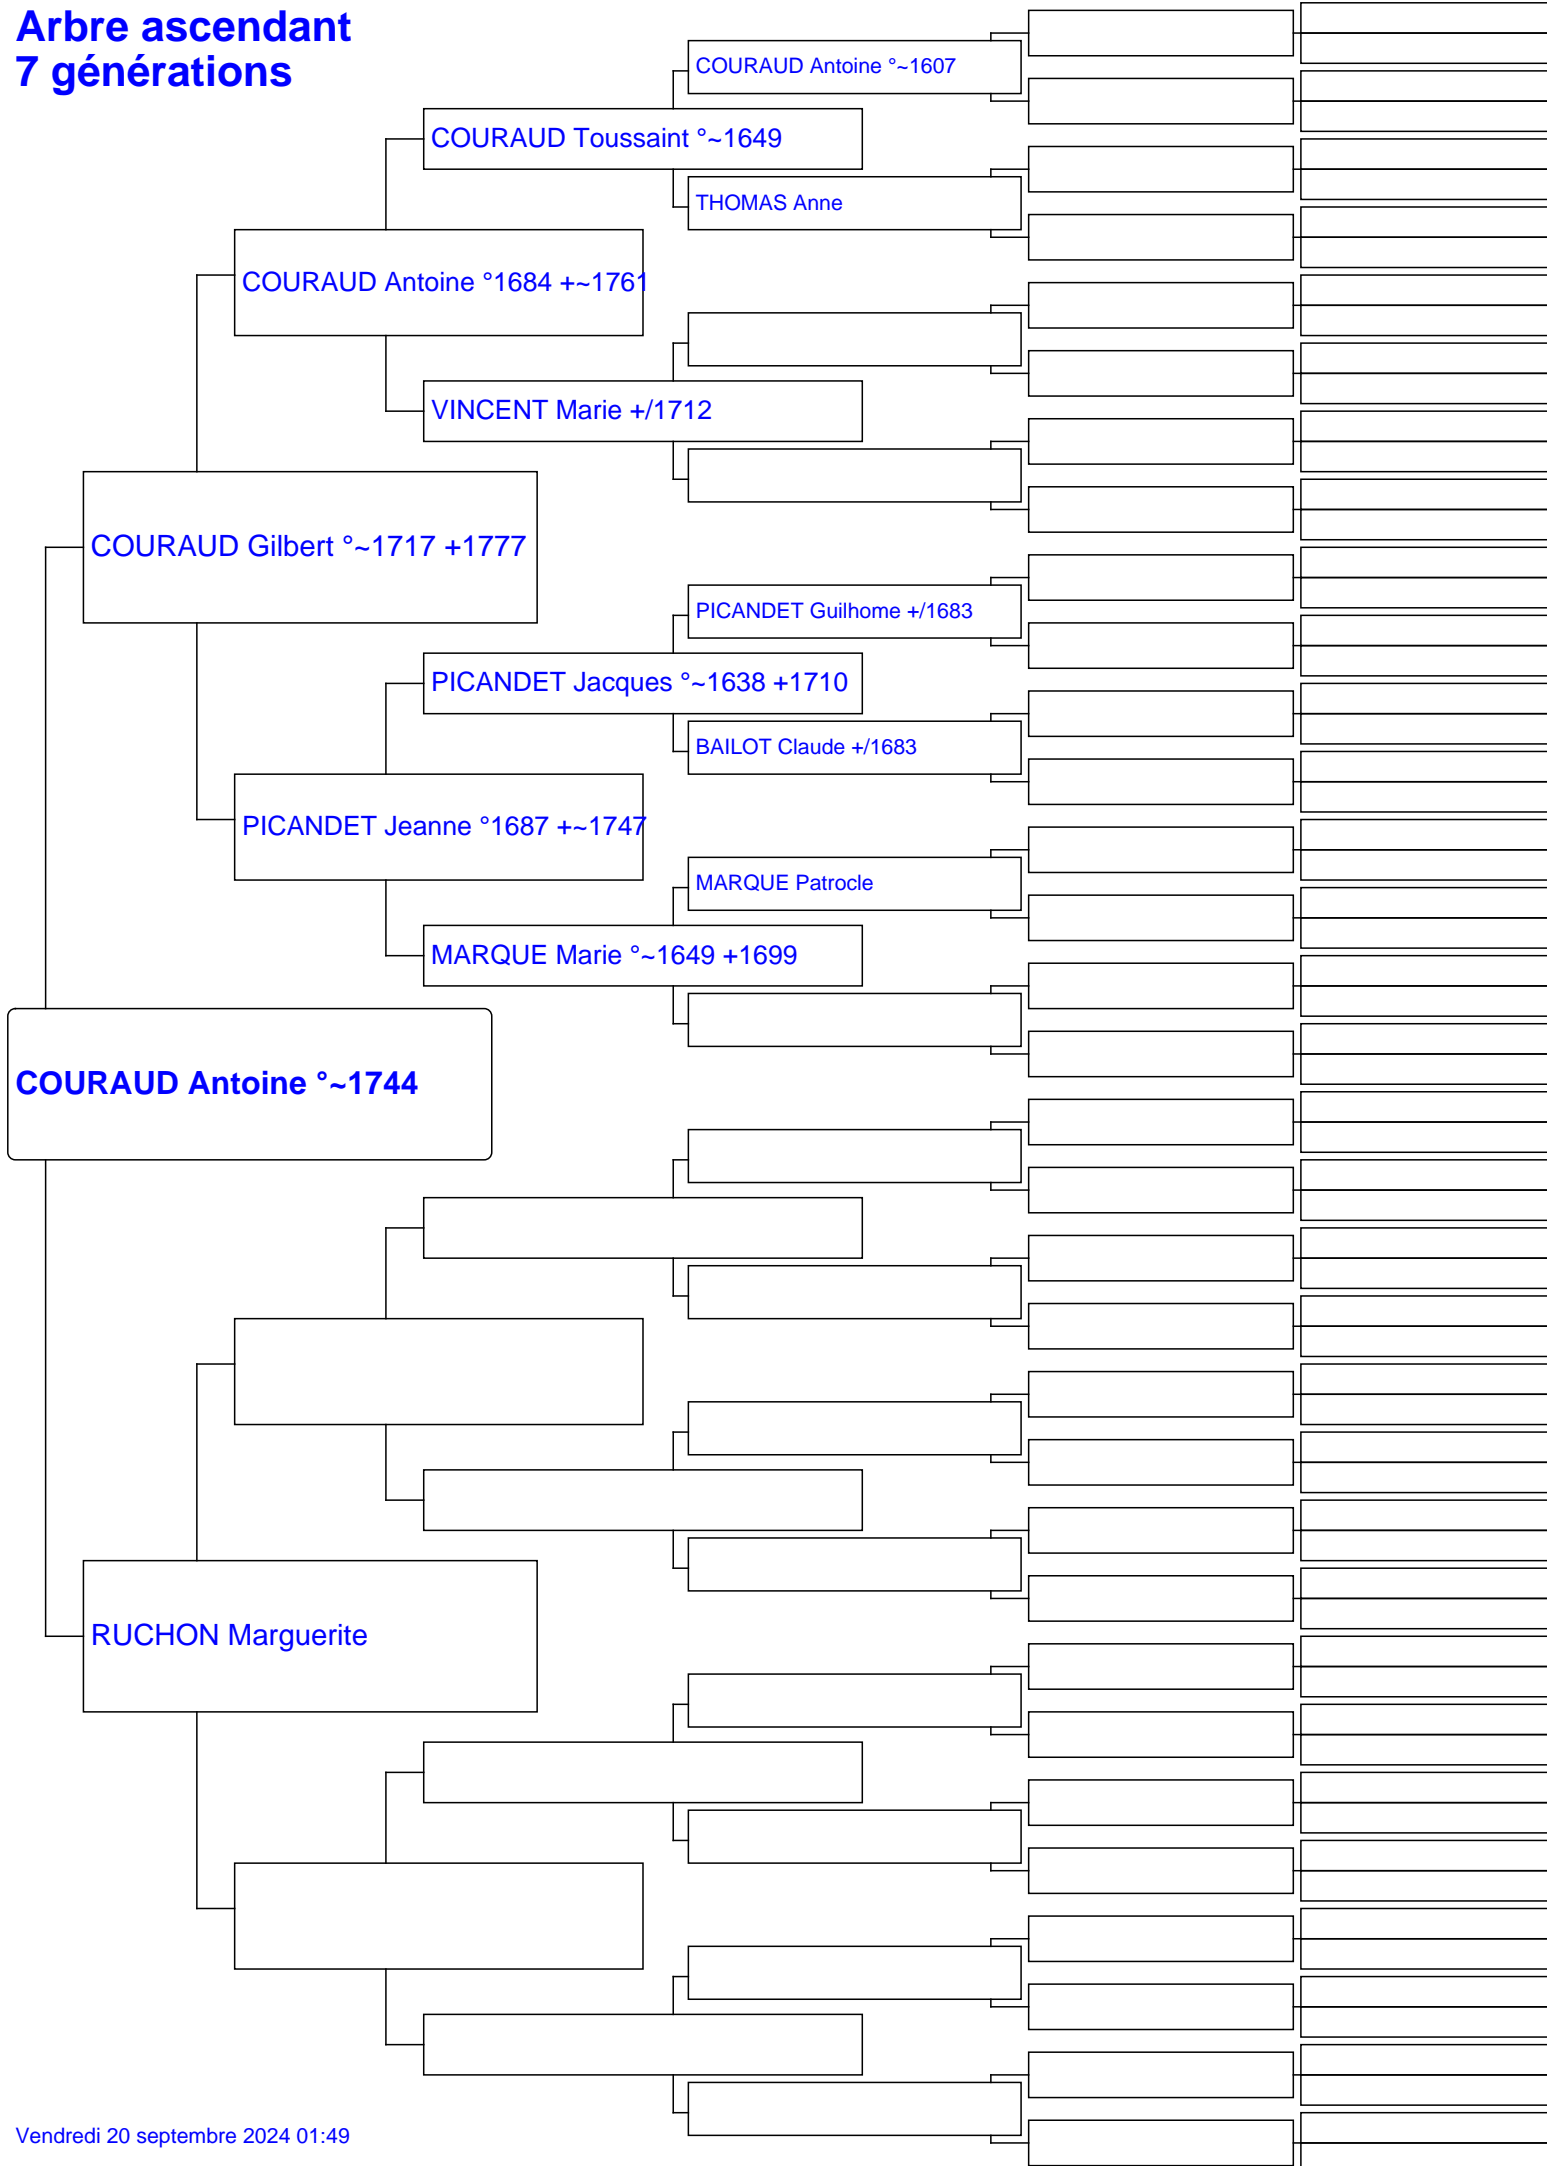 Arbre ascendant
7 générations
COURAUD Antoine °~1607
COURAUD Toussaint °~1649
THOMAS Anne
COURAUD Antoine °1684 +~1761
VINCENT Marie +/1712
COURAUD Gilbert °~1717 +1777
PICANDET Guilhome +/1683
PICANDET Jacques °~1638 +1710
BAILOT Claude +/1683
PICANDET Jeanne °1687 +~1747
MARQUE Patrocle
MARQUE Marie °~1649 +1699
COURAUD Antoine °~1744
RUCHON Marguerite
Vendredi 20 septembre 2024 01:49